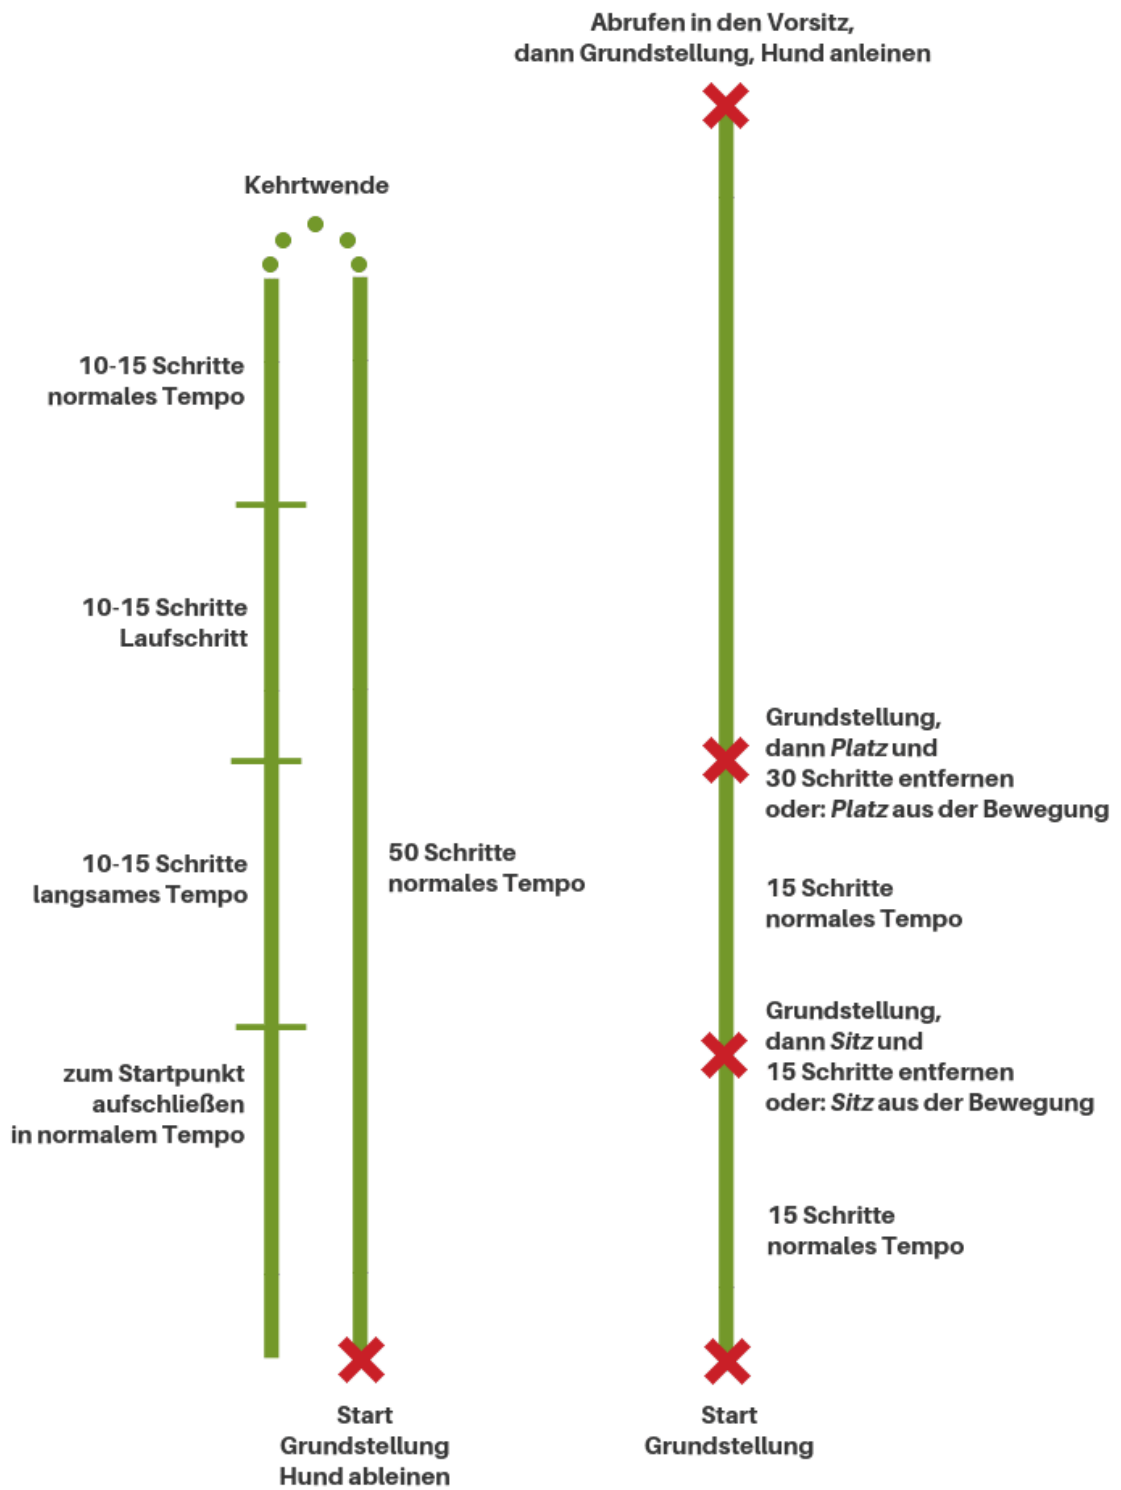 Abrufen in den Vorsitz,
dann Grundstellung, Hund anleinen
Kehrtwende
10-15 Schritte
normales Tempo
10-15 Schritte
Laufschritt
10-15 Schritte
langsames Tempo
zum Startpunkt
aufschließen
in normalem Tempo
50 Schritte
normales Tempo
Start
Grundstellung
Hund ableinen
Grundstellung,
dann Platz und
30 Schritte entfernen
oder: Platz aus der Bewegung
15 Schritte
normales Tempo
Grundstellung,
dann Sitz und
15 Schritte entfernen
oder: Sitz aus der Bewegung
15 Schritte
normales Tempo
Start
Grundstellung